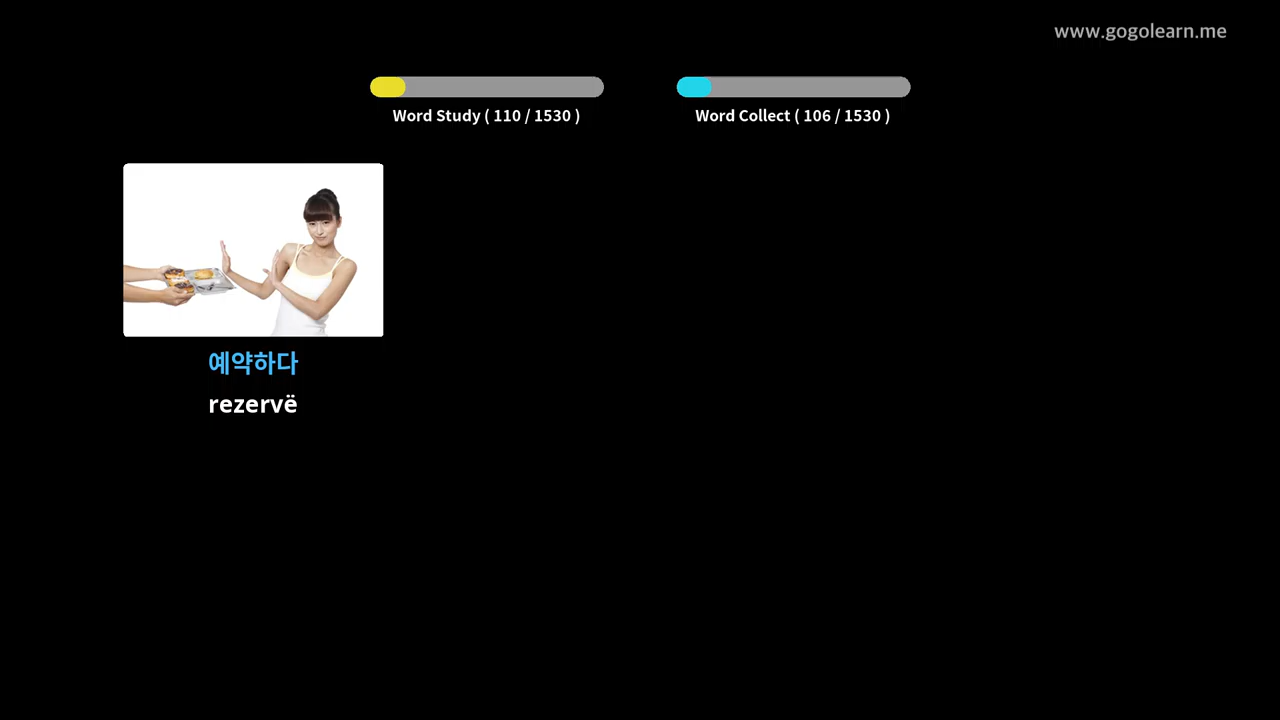 www.gogolearn.me
Word Study ( 110 / 1530 )
Word Collect ( 106 / 1530 )
예약하다
rezervë